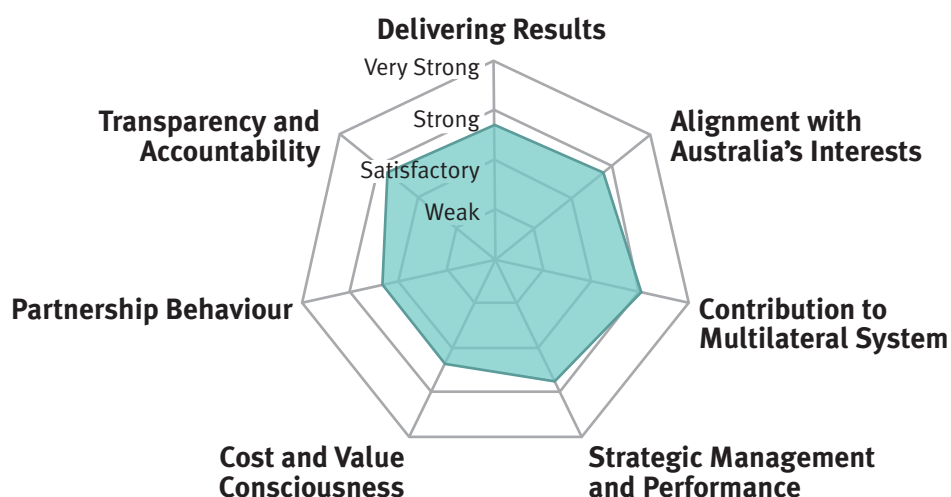 Delivering Results
Very Strong
Strong
Satisfactory
Weak
Transparency and
Accountability
Alignment with
Australia’s Interests
Partnership Behaviour
Contribution to
Multilateral System
Cost and Value
Consciousness
Strategic Management
and Performance